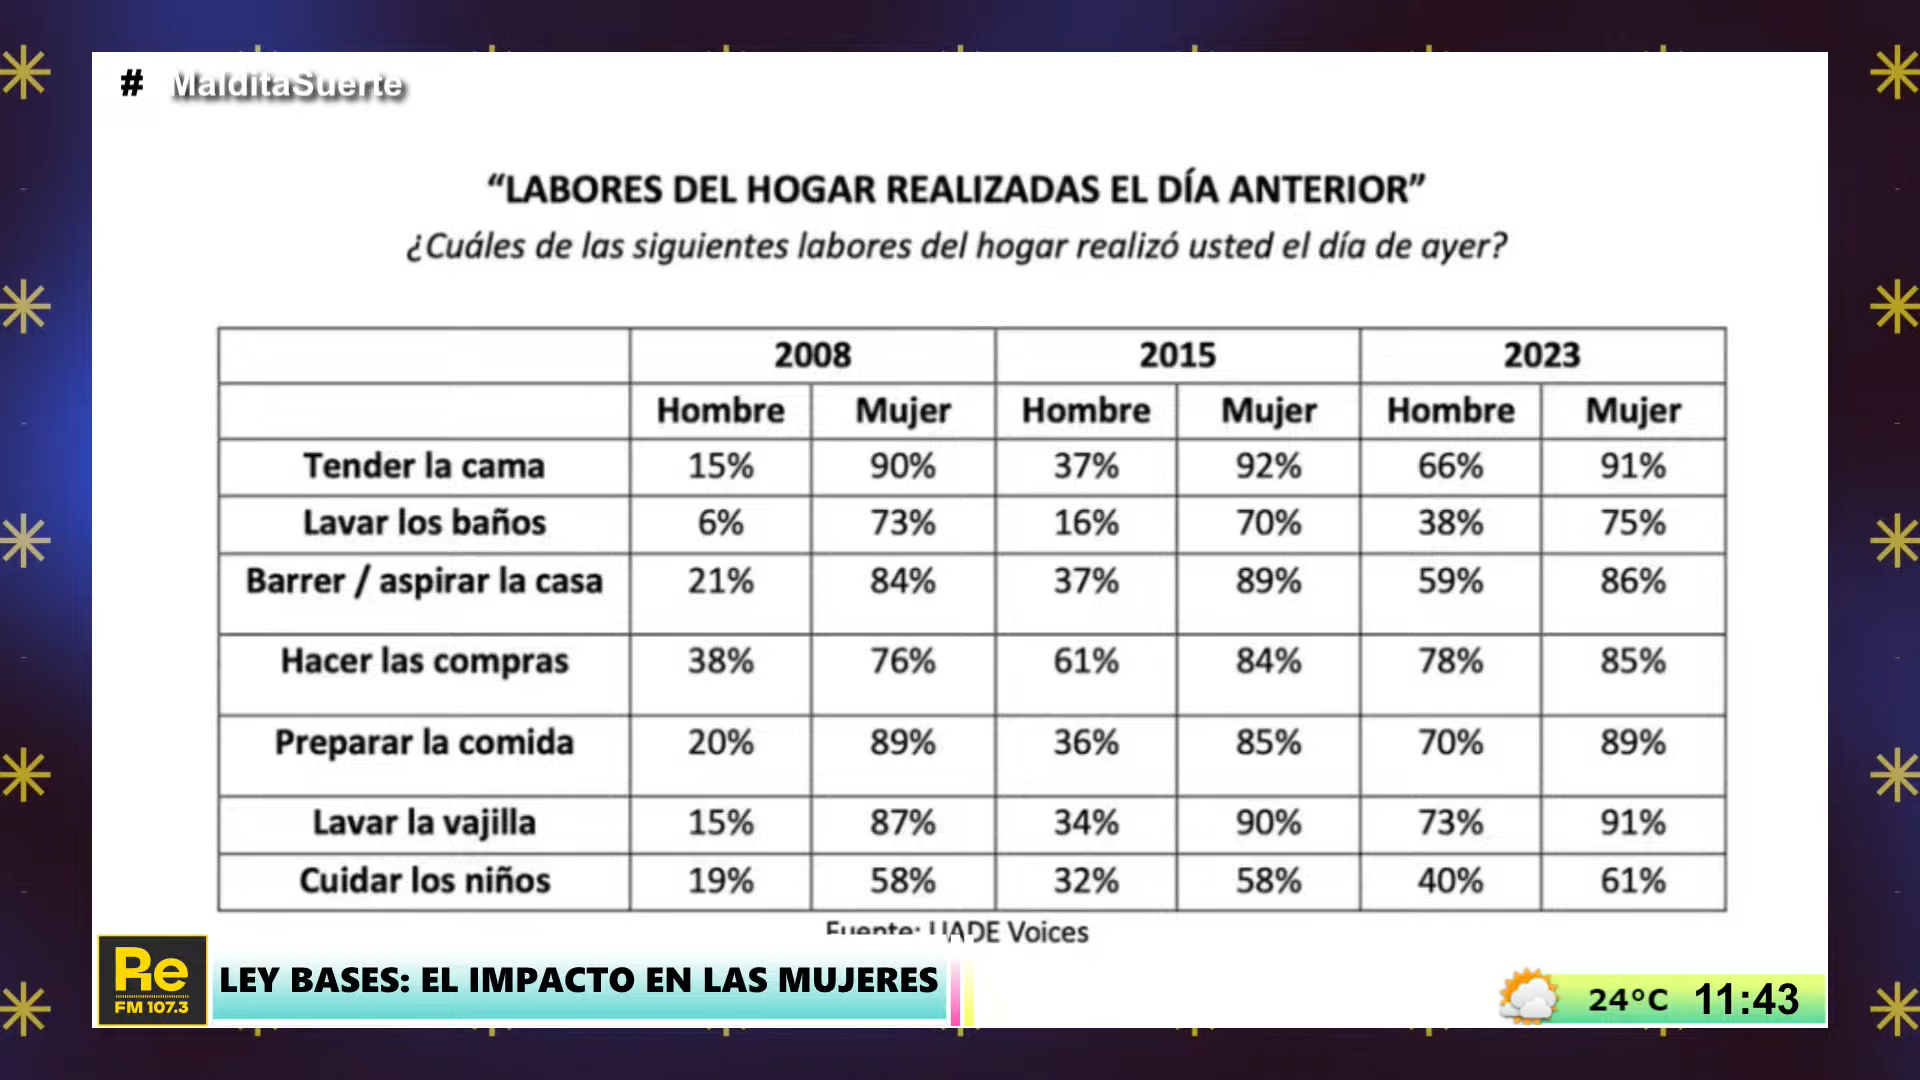 # MalditaSuerte
“LABORES DEL HOGAR REALIZADAS EL DÍA ANTERIOR”
¿Cuáles de las siguientes labores del hogar realizó usted el día de ayer?
2008 2015 2023
Hombre Mujer Hombre Mujer Hombre Mujer
Tender la cama 15% 90% 37% 92% 66% 91%
Lavar los baños 6% 73% 16% 70% 38% 75%
Barrer / aspirar la casa 21% 84% 37% 89% 59% 86%
Hacer las compras 38% 76% 61% 84% 78% 85%
Preparar la comida 20% 89% 36% 85% 70% 89%
Lavar la vajilla 15% 87% 34% 90% 73% 91%
Cuidar los niños 19% 58% 32% 58% 40% 61%
Fuente: UADE Voices
Re
FM 107.3
LEY BASES: EL IMPACTO EN LAS MUJERES
24°C 11:43